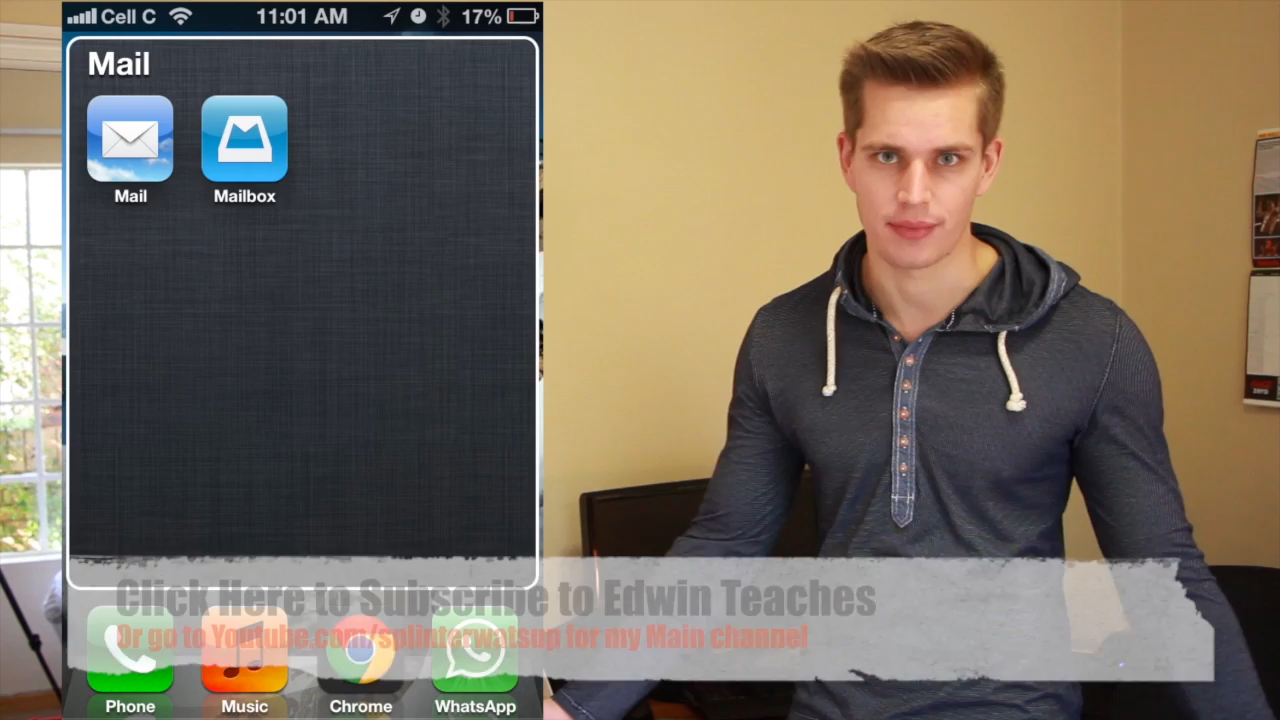 Cell C 11:01 AM 17%
Mail
Mail Mailbox
Click Here to Subscribe to Edwin Teaches
Or go to Youtube.com/splinterwatsup for my Main channel
Phone Music Chrome WhatsApp